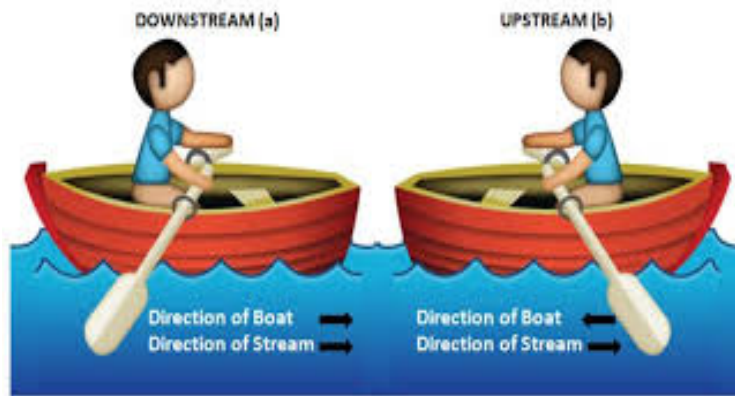 DOWNSTREAM (a)
UPSTREAM (b)
Direction of Boat
Direction of Stream
Direction of Boat
Direction of Stream